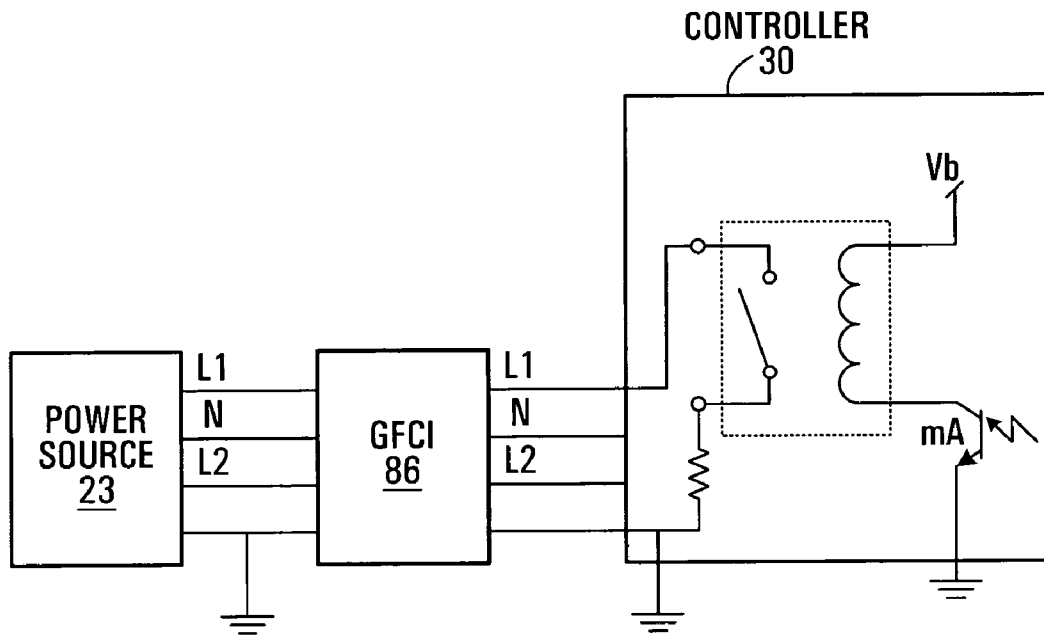 CONTROLLER
30
Vb
L1
N
L2
L1
N
L2
POWER
SOURCE
23
GFCI
86
mA